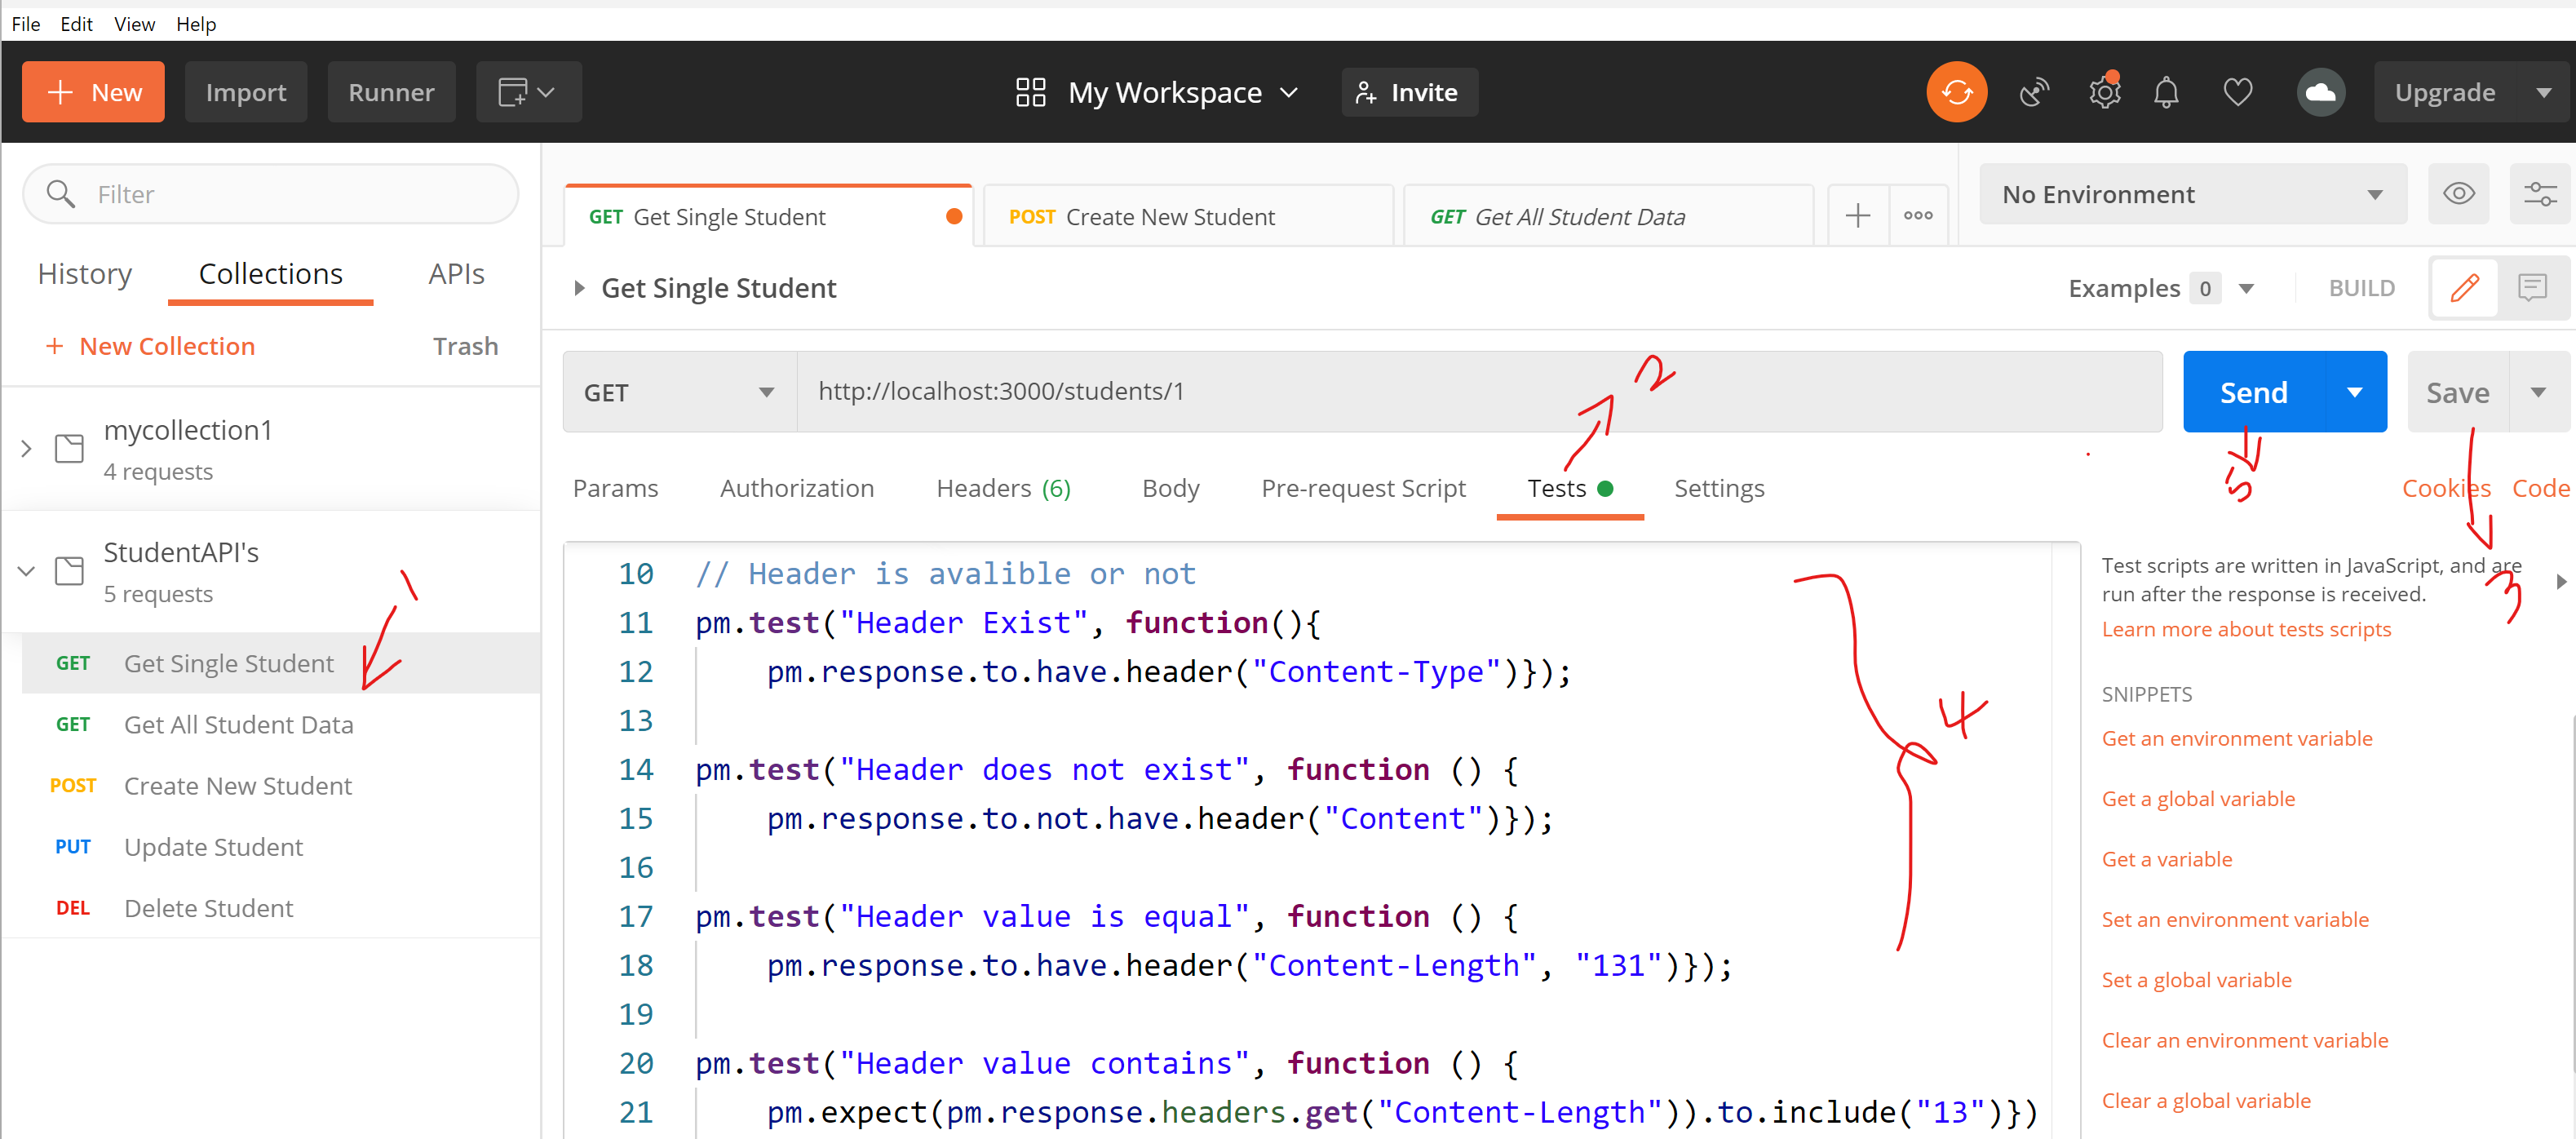 File Edit View Help
+ New Import Runner My Workspace Invite Upgrade
Filter
History Collections APIs
+ New Collection Trash
mycollection1
4 requests
StudentAPI's
5 requests
GET Get Single Student
GET Get All Student Data
POST Create New Student
PUT Update Student
DEL Delete Student
1
GET Get Single Student POST Create New Student GET Get All Student Data + No Environment
Get Single Student Examples 0 BUILD
GET http://localhost:3000/students/1 Send Save
2
Params Authorization Headers (6) Body Pre-request Script Tests Settings Cookies Code
5
3
10 // Header is avalible or not
11 pm.test("Header Exist", function(){
12 pm.response.to.have.header("Content-Type")});
13
14 pm.test("Header does not exist", function () {
15 pm.response.to.not.have.header("Content")});
16
17 pm.test("Header value is equal", function () {
18 pm.response.to.have.header("Content-Length", "131")});
19
20 pm.test("Header value contains", function () {
21 pm.expect(pm.response.headers.get("Content-Length")).to.include("13")})
4
Test scripts are written in JavaScript, and are
run after the response is received.
Learn more about tests scripts
SNIPPETS
Get an environment variable
Get a global variable
Get a variable
Set an environment variable
Set a global variable
Clear an environment variable
Clear a global variable